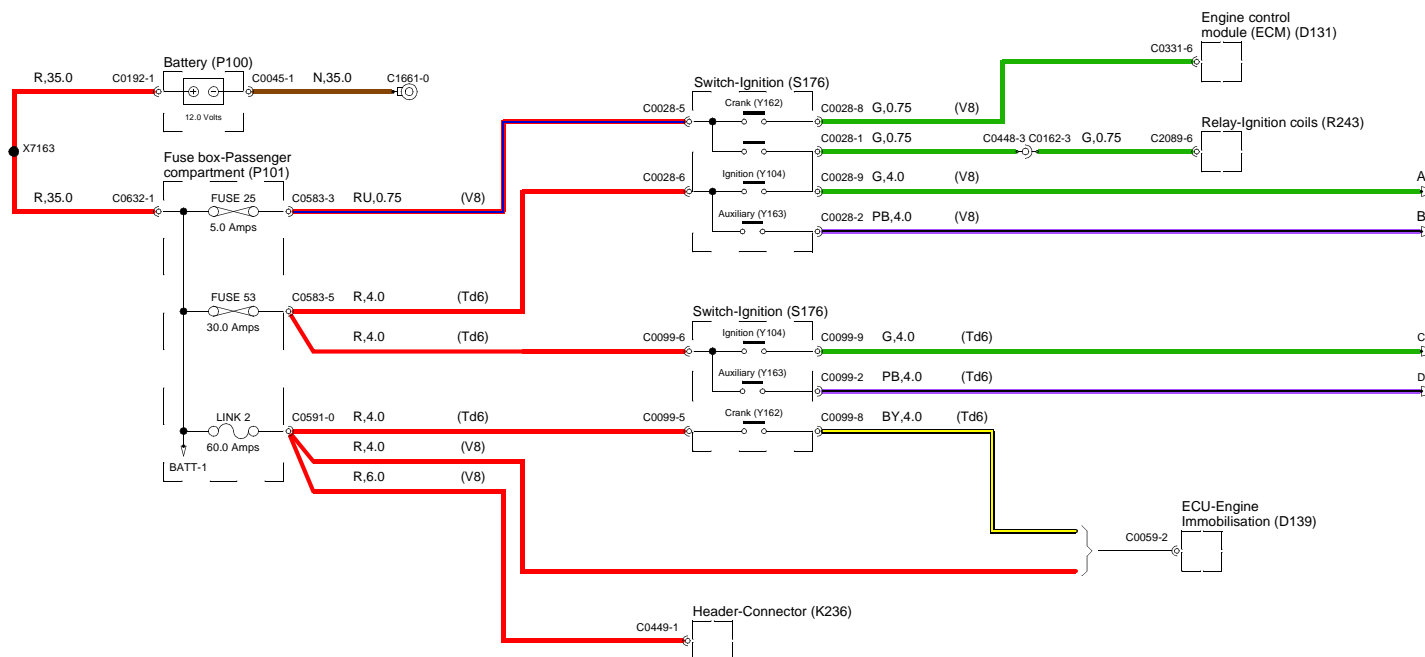 Engine control
module (ECM) (D131)
C0331-6
Battery (P100)
R,35.0 C0192-1 C0045-1 N,35.0 C1661-0
12.0 Volts
Switch-Ignition (S176)
C0028-5 Crank (Y162) C0028-8 G,0.75 (V8)
Relay-Ignition coils (R243)
C0028-1 G,0.75 C0448-3 C0162-3 G,0.75 C2089-6
X7163
Fuse box-Passenger
compartment (P101)
C0028-6 Ignition (Y104) C0028-9 G,4.0 (V8) A
R,35.0 C0632-1 FUSE 25 C0583-3 RU,0.75 (V8)
5.0 Amps
Auxiliary (Y163) C0028-2 PB,4.0 (V8) B
FUSE 53 C0583-5 R,4.0 (Td6)
30.0 Amps
Switch-Ignition (S176)
R,4.0 (Td6) C0099-6 Ignition (Y104) C0099-9 G,4.0 (Td6) C
Auxiliary (Y163) C0099-2 PB,4.0 (Td6) D
LINK 2 C0591-0 R,4.0 (Td6) C0099-5 Crank (Y162) C0099-8 BY,4.0 (Td6)
60.0 Amps R,4.0 (V8)
BATT-1
R,6.0 (V8)
ECU-Engine
Immobilisation (D139)
C0059-2
Header-Connector (K236)
C0449-1